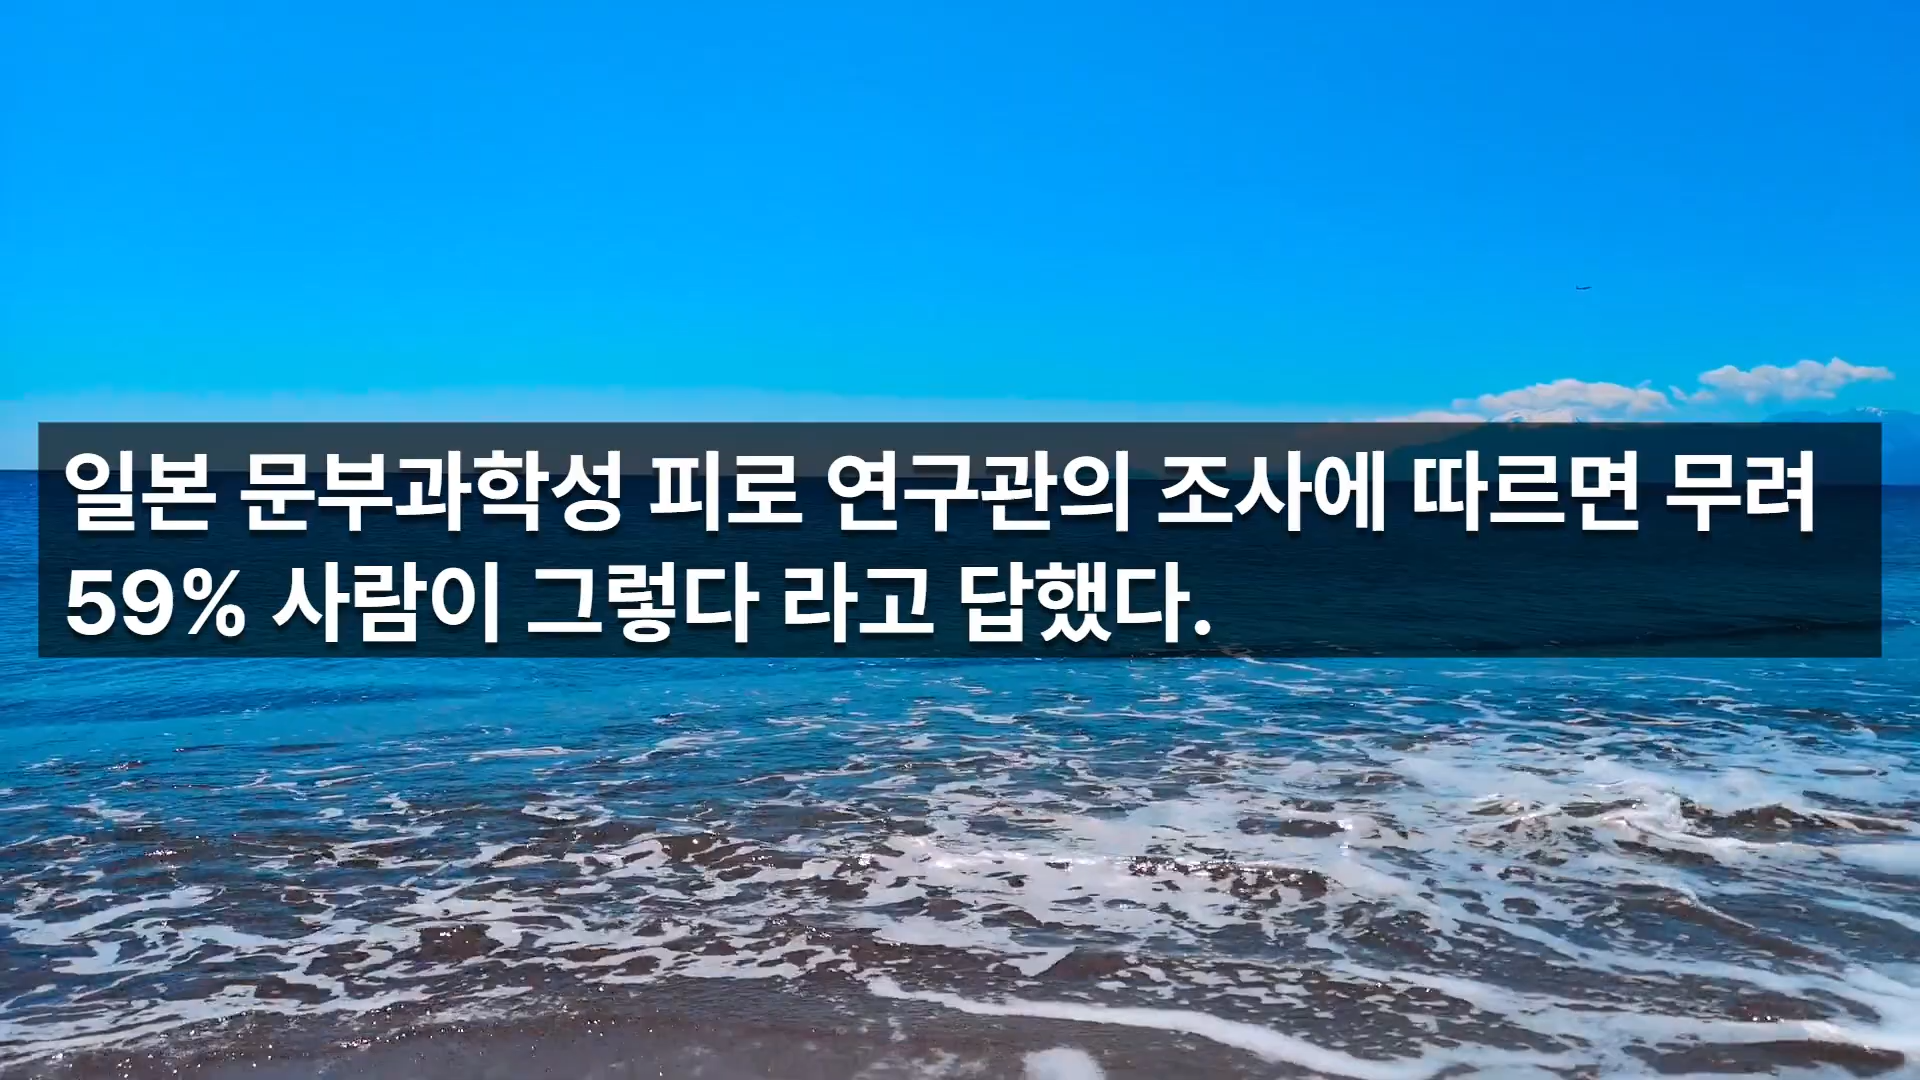 일본 문부과학성 피로 연구관의 조사에 따르면 무려
59% 사람이 그렇다 라고 답했다.